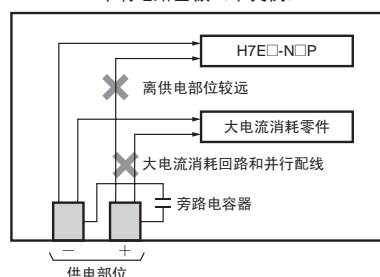 H7E□-N□P
离供电部位较远
大电流消耗零件
大电流消耗回路和并行配线
旁路电容器
− +
供电部位